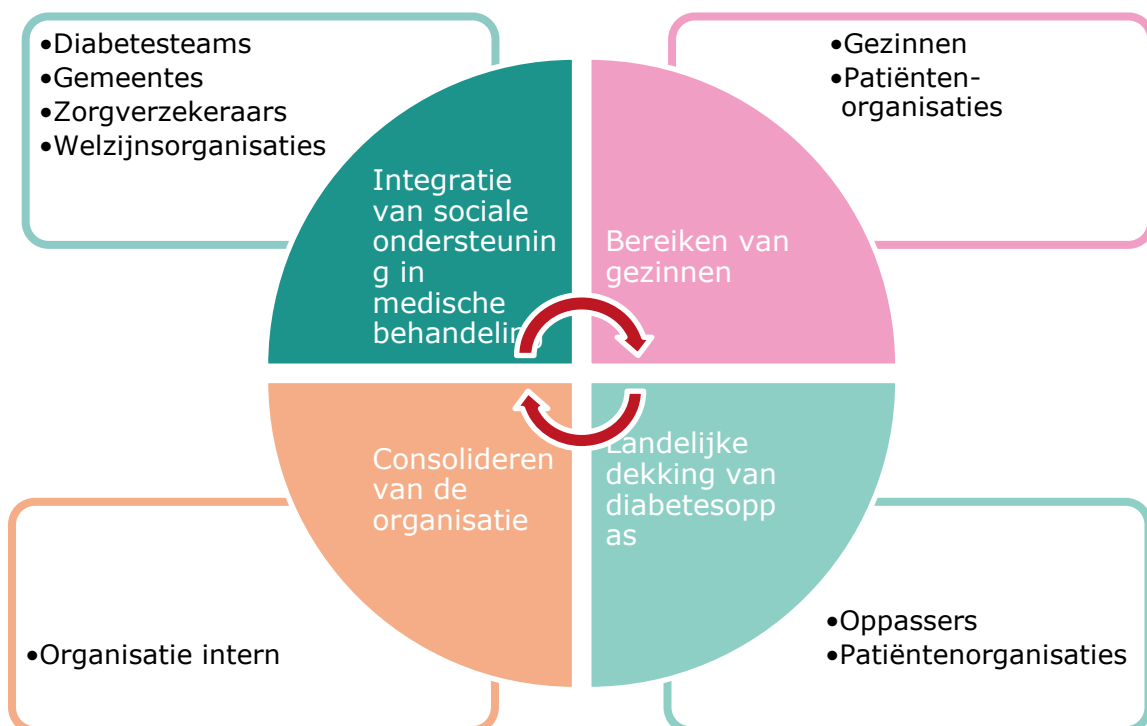 •Diabetesteams
•Gemeentes
•Zorgverzekeraars
•Welzijnsorganisaties
•Gezinnen
•Patiënten-
organisaties
Integratie
van sociale
ondersteunin
g in
medische
behandeling
Bereiken van
gezinnen
Consolideren
van de
organisatie
Landelijke
dekking van
diabetesopp
as
•Organisatie intern
•Oppassers
•Patiëntenorganisaties